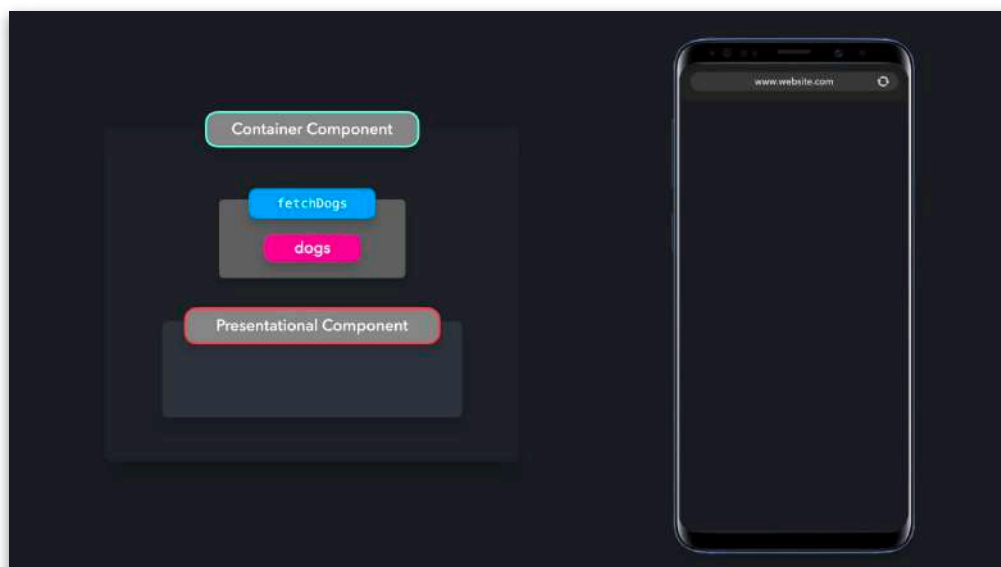 Container Component
fetchDogs
dogs
Presentational Component
www.website.com